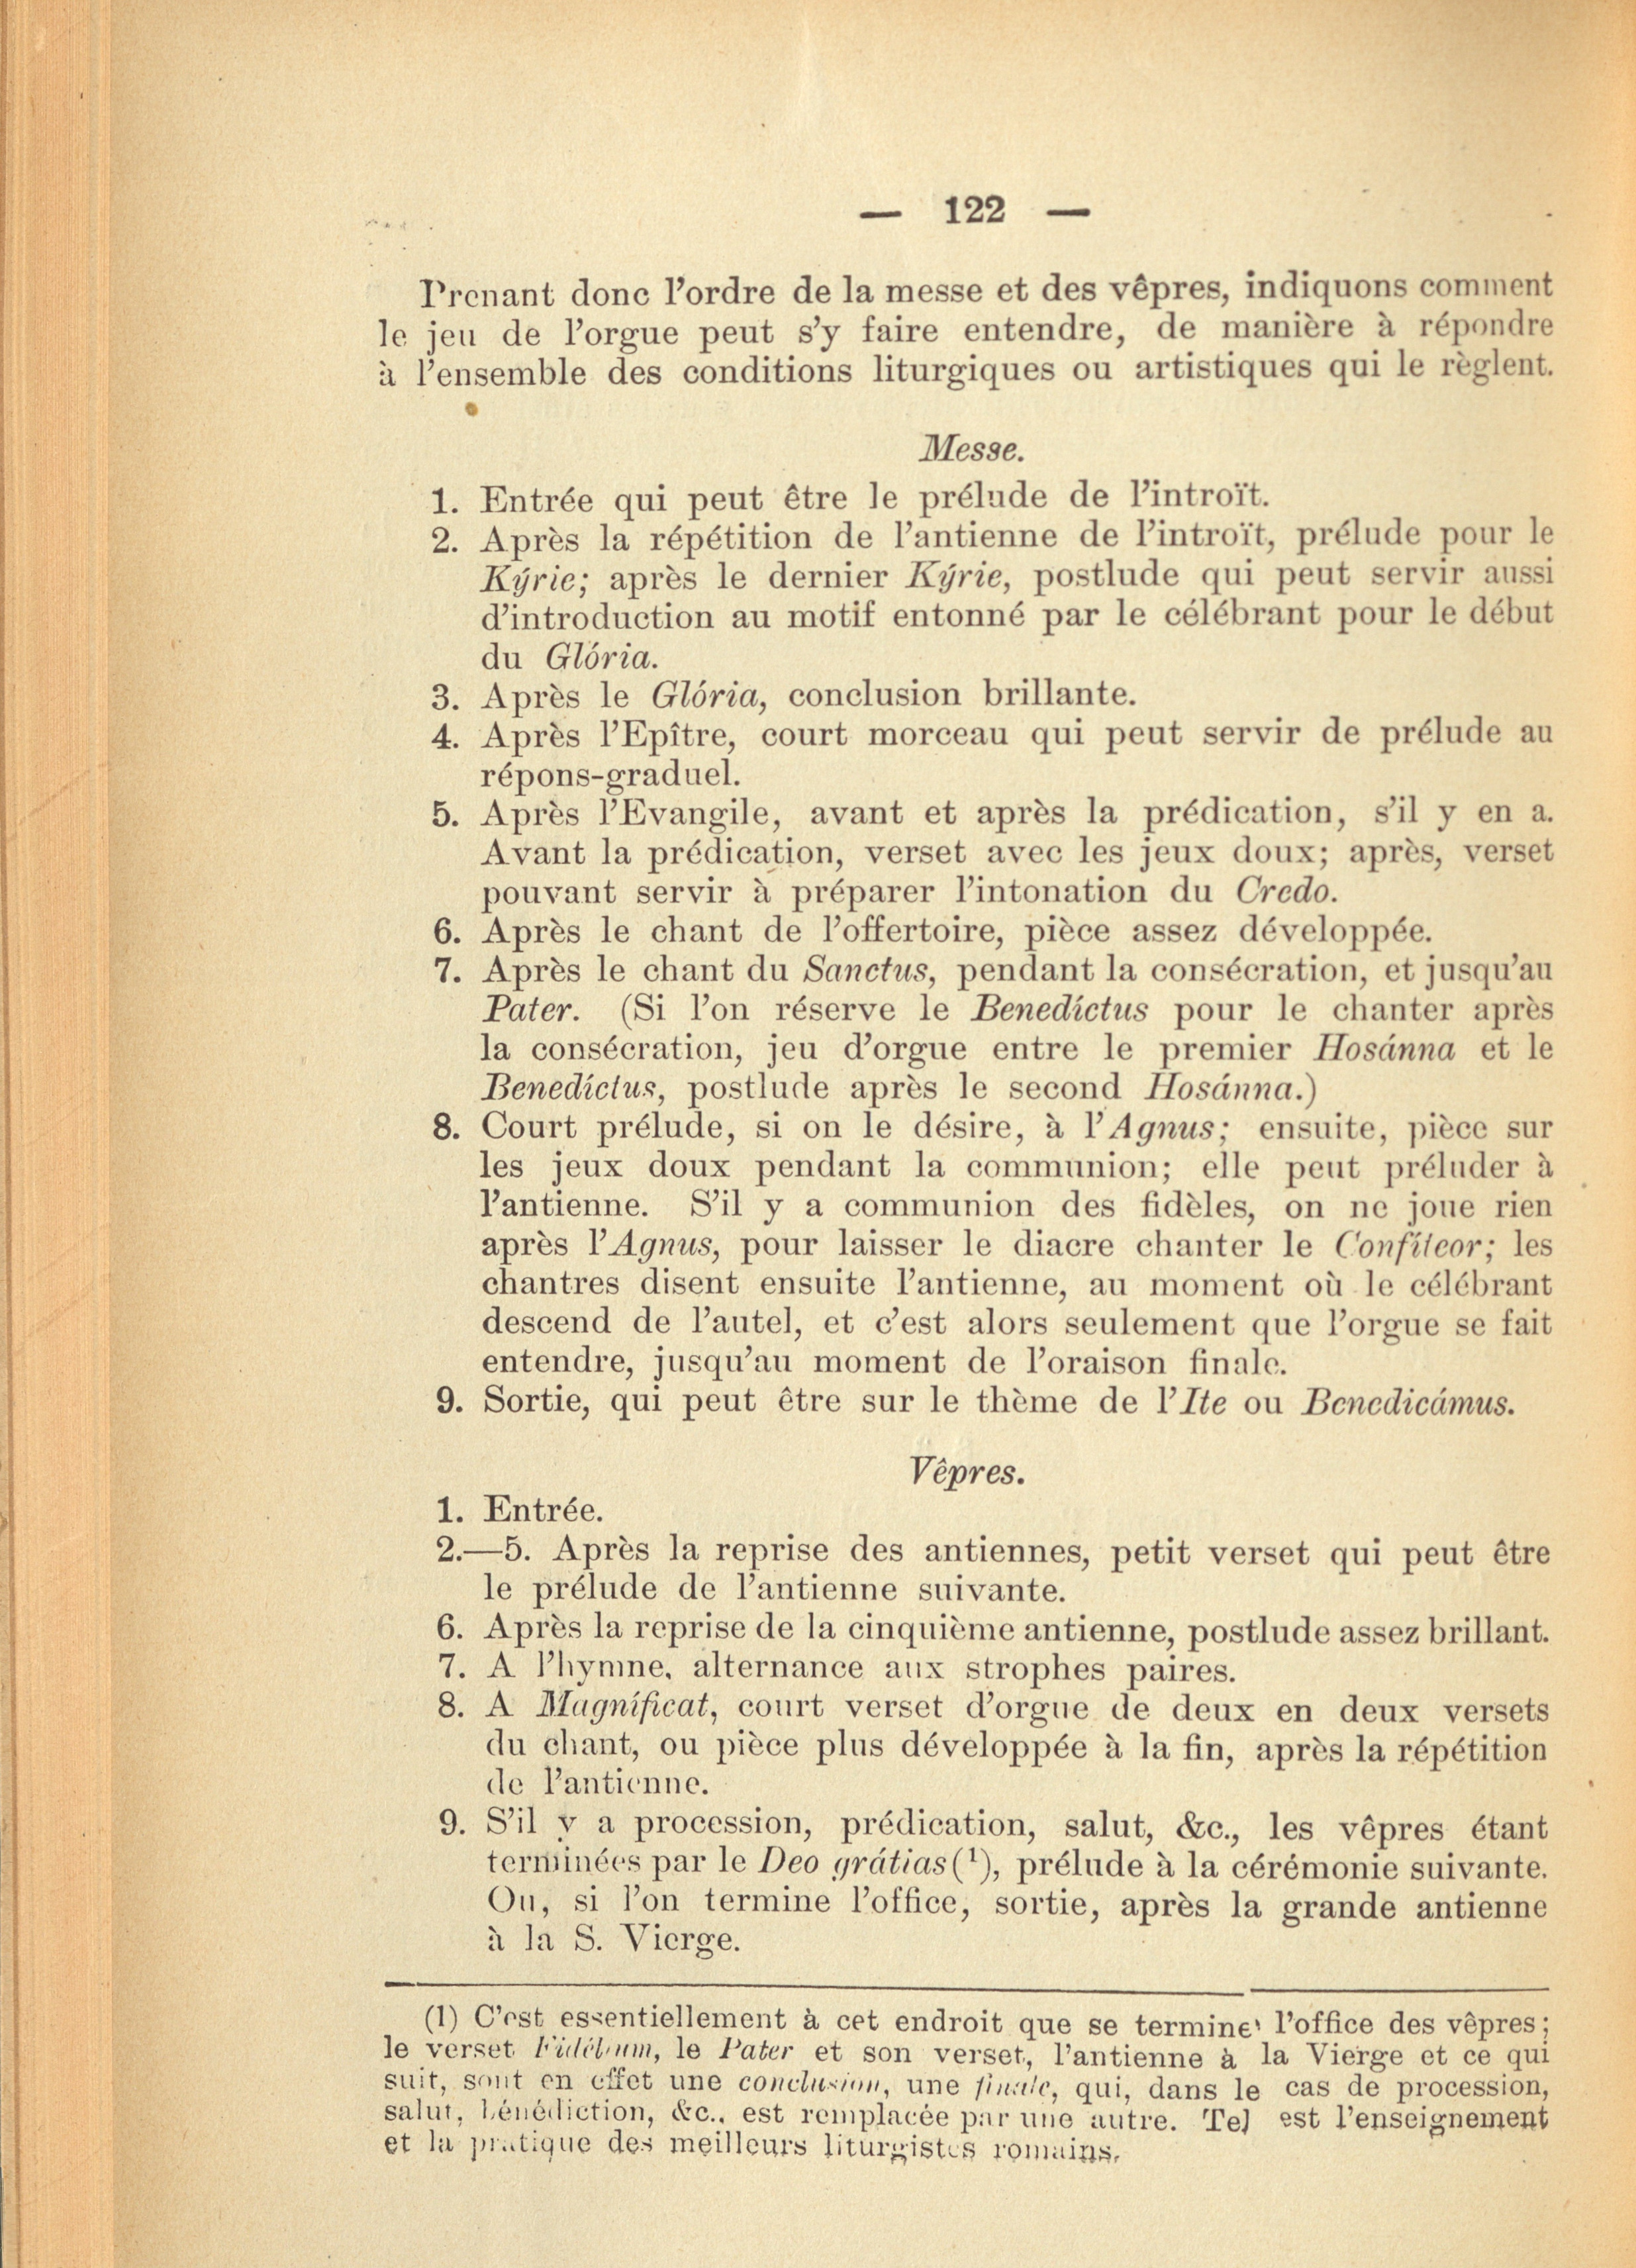 — 122 —
Prenant donc l'ordre de la messe et des vêpres, indiquons comment
le jeu de l'orgue peut s'y faire entendre, de manière à répondre
à l'ensemble des conditions liturgiques ou artistiques qui le règlent.
Messe.
1. Entrée qui peut être le prélude de l'introït.
2. Après la répétition de l'antienne de l'introït, prélude pour le
Kýrie; après le dernier Kýrie, postlude qui peut servir aussi
d'introduction au motif entonné par le célébrant pour le début
du Glória.
3. Après le Glória, conclusion brillante.
4. Après l'Epître, court morceau qui peut servir de prélude au
répons-graduel.
5. Après l'Evangile, avant et après la prédication, s'il y en a.
Avant la prédication, verset avec les jeux doux; après, verset
pouvant servir à préparer l'intonation du Credo.
6. Après le chant de l'offertoire, pièce assez développée.
7. Après le chant du Sanctus, pendant la consécration, et jusqu'au
Pater. (Si l'on réserve le Benedíctus pour le chanter après
la consécration, jeu d'orgue entre le premier Hosánna et le
Benedíctus, postlude après le second Hosánna.)
8. Court prélude, si on le désire, à l'Agnus; ensuite, pièce sur
les jeux doux pendant la communion; elle peut préluder à
l'antienne. S'il y a communion des fidèles, on ne joue rien
après l'Agnus, pour laisser le diacre chanter le Confíteor; les
chantres disent ensuite l'antienne, au moment où le célébrant
descend de l'autel, et c'est alors seulement que l'orgue se fait
entendre, jusqu'au moment de l'oraison finale.
9. Sortie, qui peut être sur le thème de l'Ite ou Benedicámus.
Vêpres.
1. Entrée.
2.—5. Après la reprise des antiennes, petit verset qui peut être
le prélude de l'antienne suivante.
6. Après la reprise de la cinquième antienne, postlude assez brillant.
7. A l'hymne, alternance aux strophes paires.
8. A Magníficat, court verset d'orgue de deux en deux versets
du chant, ou pièce plus développée à la fin, après la répétition
de l'antienne.
9. S'il y a procession, prédication, salut, &c., les vêpres étant
terminées par le Deo grátias(¹), prélude à la cérémonie suivante.
Ou, si l'on termine l'office, sortie, après la grande antienne
à la S. Vierge.
(1) C'est essentiellement à cet endroit que se termine l'office des vêpres;
le verset Fidélium, le Pater et son verset, l'antienne à la Vierge et ce qui
suit, sont en effet une conclusion, une finale, qui, dans le cas de procession,
salut, bénédiction, &c., est remplacée par une autre. Tel est l'enseignement
et la pratique des meilleurs liturgistes romains.